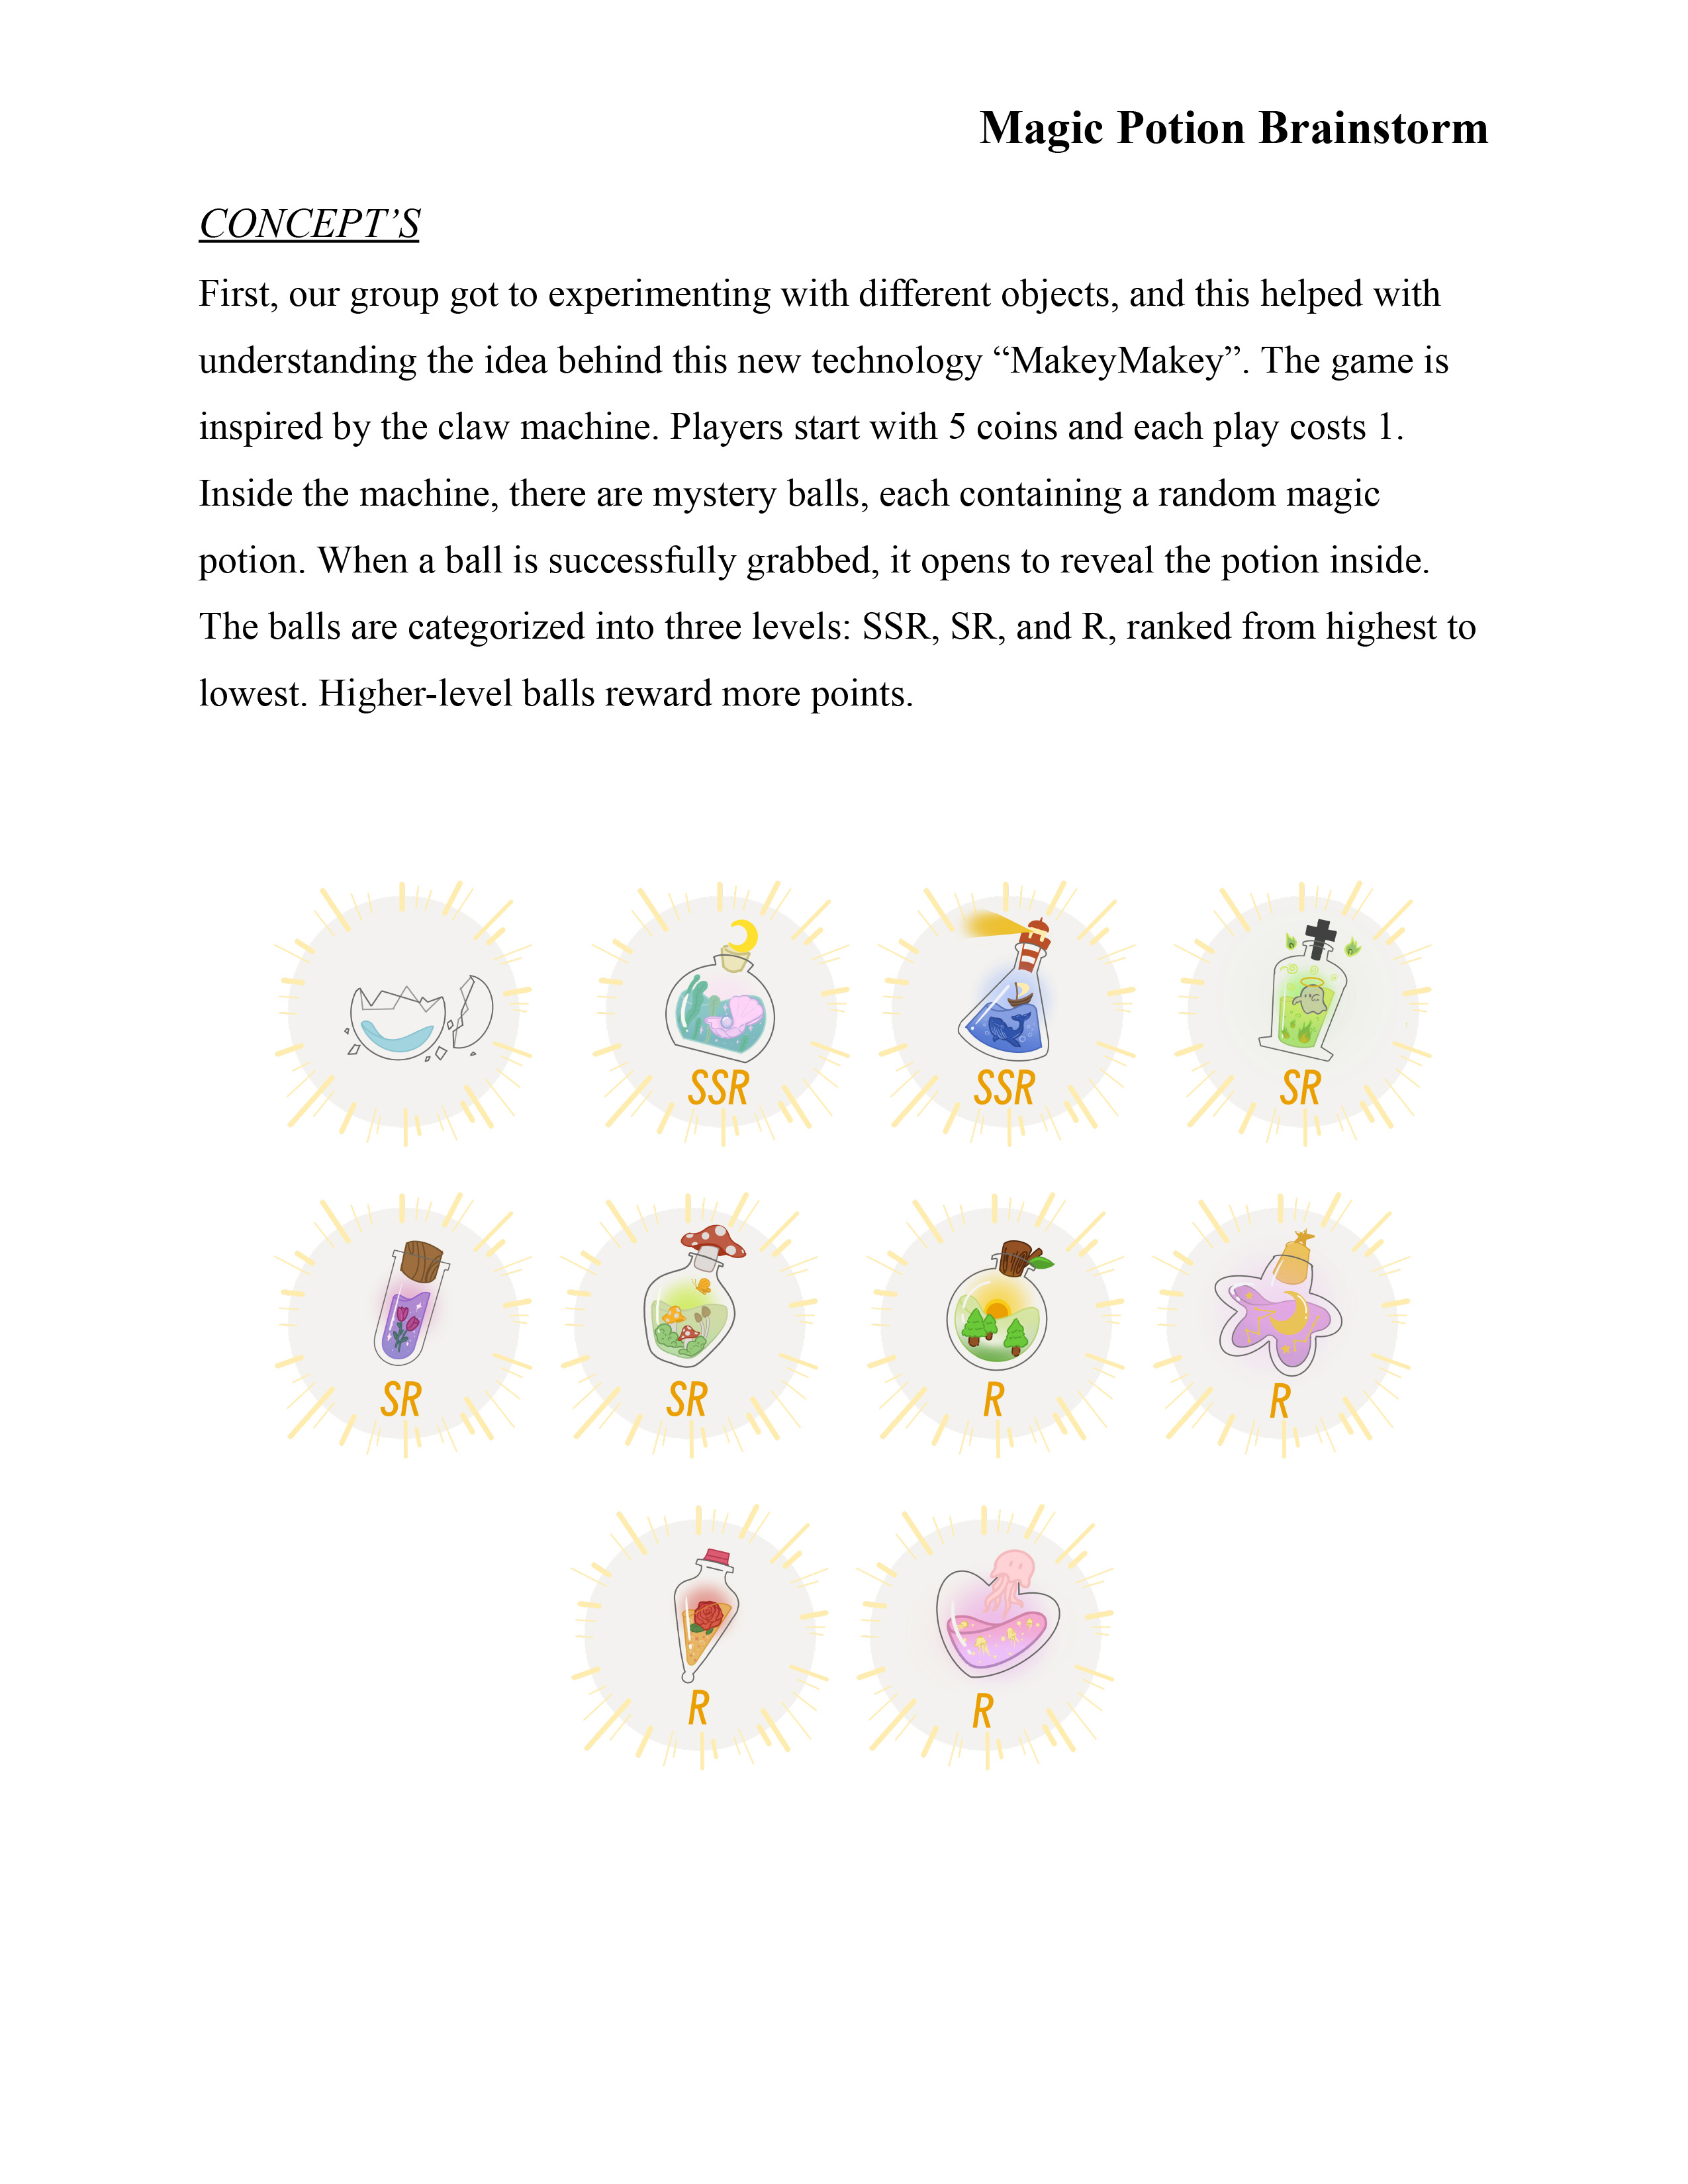 Magic Potion Brainstorm
CONCEPT’S
First, our group got to experimenting with different objects, and this helped with
understanding the idea behind this new technology “MakeyMakey”. The game is
inspired by the claw machine. Players start with 5 coins and each play costs 1.
Inside the machine, there are mystery balls, each containing a random magic
potion. When a ball is successfully grabbed, it opens to reveal the potion inside.
The balls are categorized into three levels: SSR, SR, and R, ranked from highest to
lowest. Higher-level balls reward more points.
SSR
SSR
SR
SR
SR
R
R
R
R